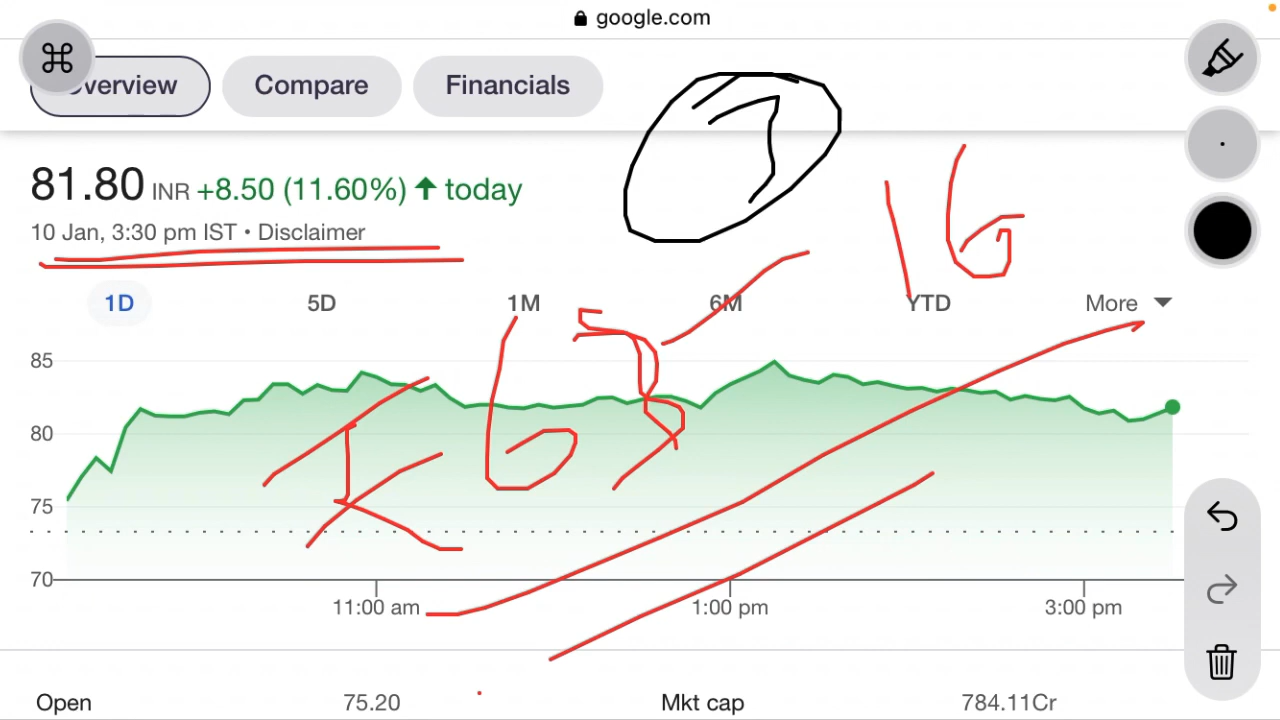 google.com
Overview Compare Financials
81.80 INR +8.50 (11.60%) ↑ today
10 Jan, 3:30 pm IST • Disclaimer
16
1D 5D 1M 6M YTD More
85
80
75
70
63
11:00 am 1:00 pm 3:00 pm
Open 75.20 Mkt cap 784.11Cr